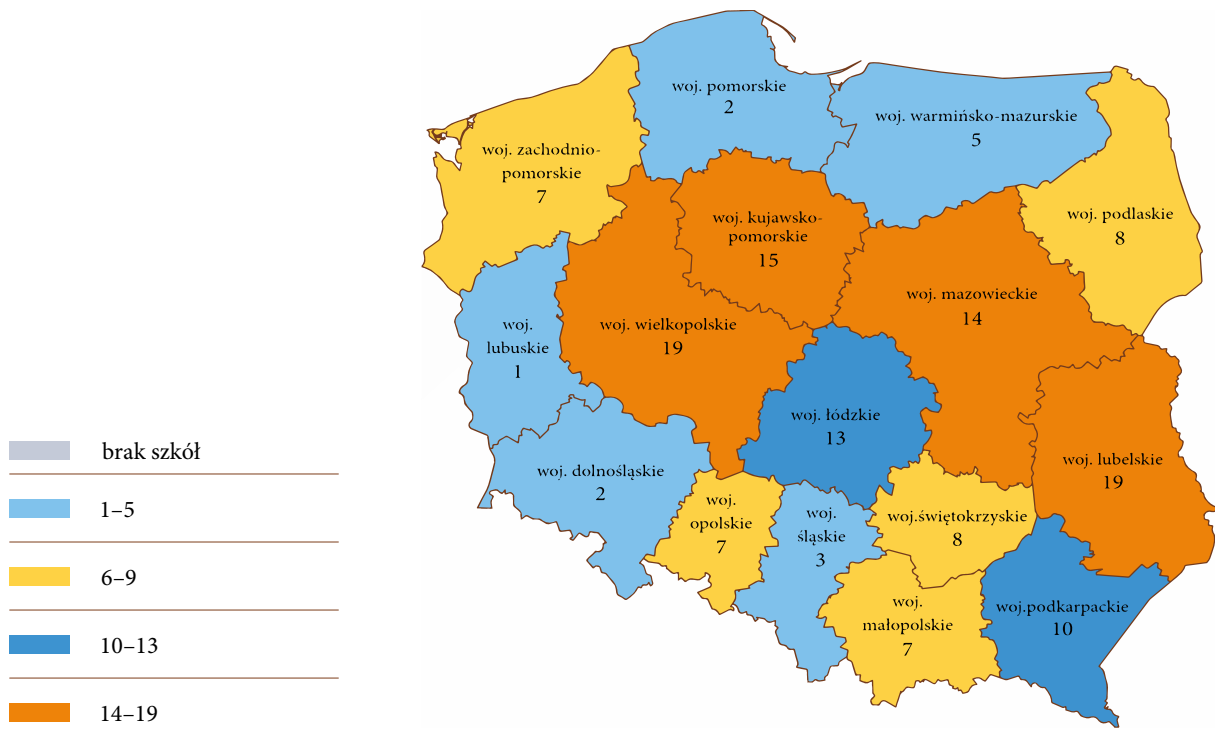 woj. pomorskie
2
woj. warmińsko-mazurskie
5
woj. zachodnio-
pomorskie
7
woj. podlaskie
8
woj. kujawsko-
pomorskie
15
woj. mazowieckie
14
woj.
lubuskie
1
woj. wielkopolskie
19
woj. łódzkie
13
woj. lubelskie
19
woj. dolnośląskie
2
woj.
opolskie
7
woj.
śląskie
3
woj.świętokrzyskie
8
woj.
małopolskie
7
woj.podkarpackie
10
brak szkół
1–5
6–9
10–13
14–19